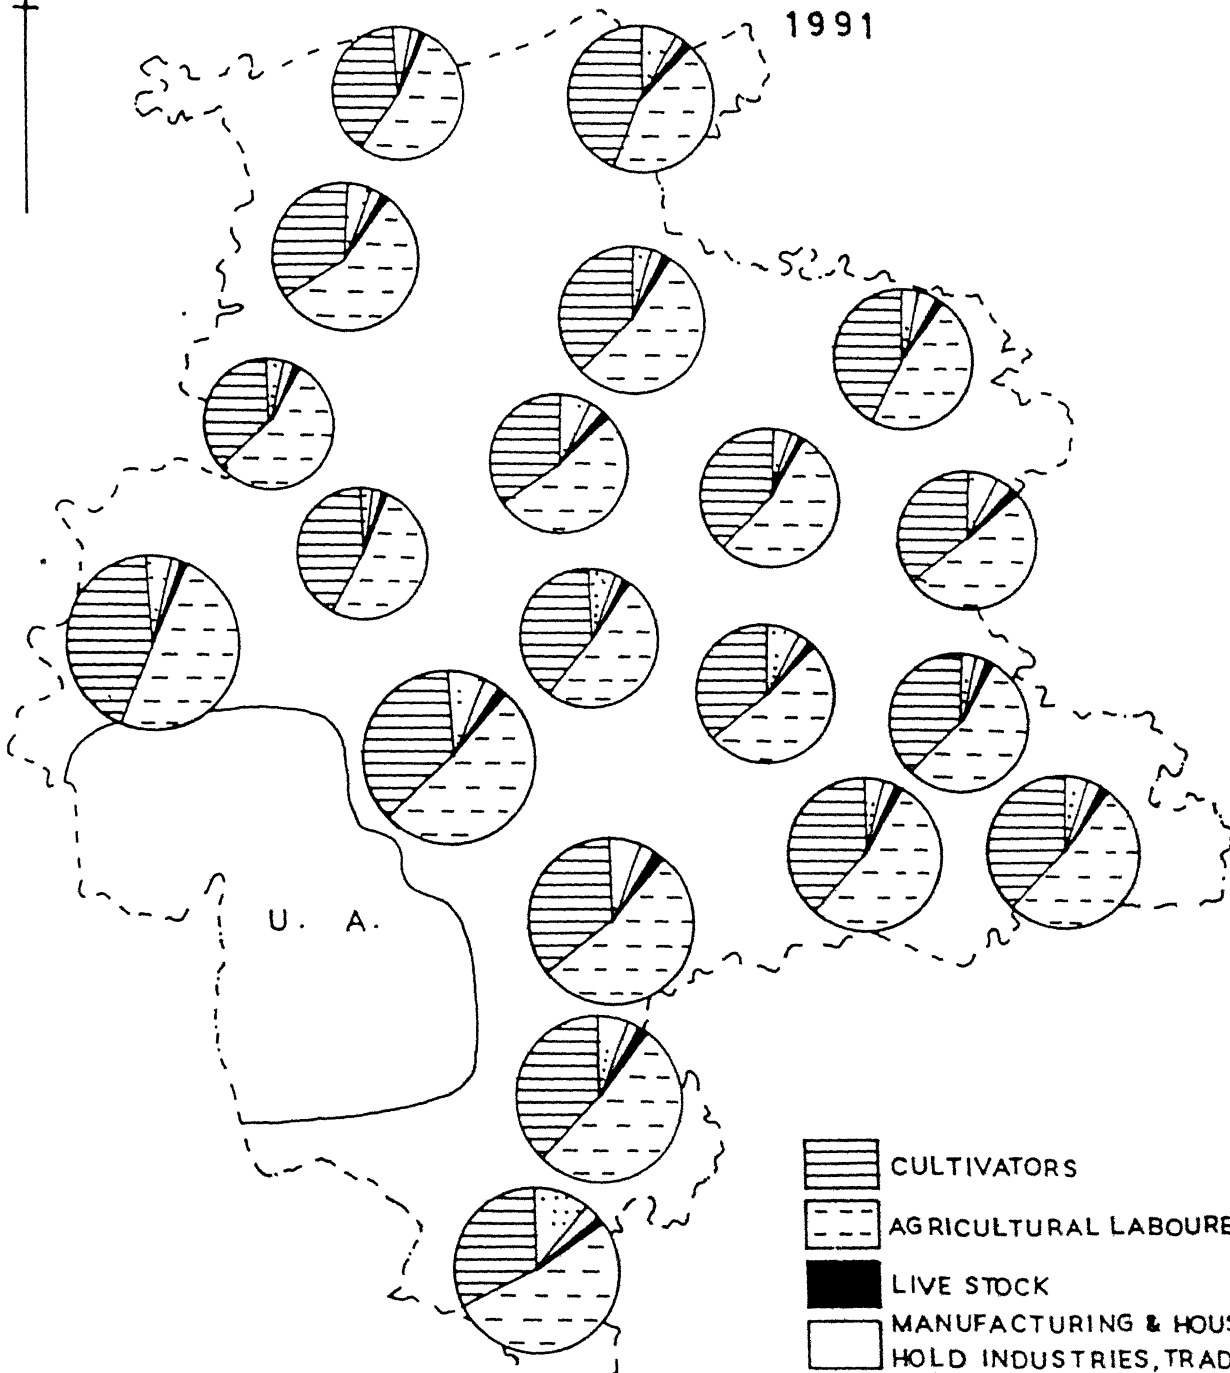 1991
U. A.
CULTIVATORS
AGRICULTURAL LABOURE
LIVE STOCK
MANUFACTURING & HOUS
HOLD INDUSTRIES, TRAD